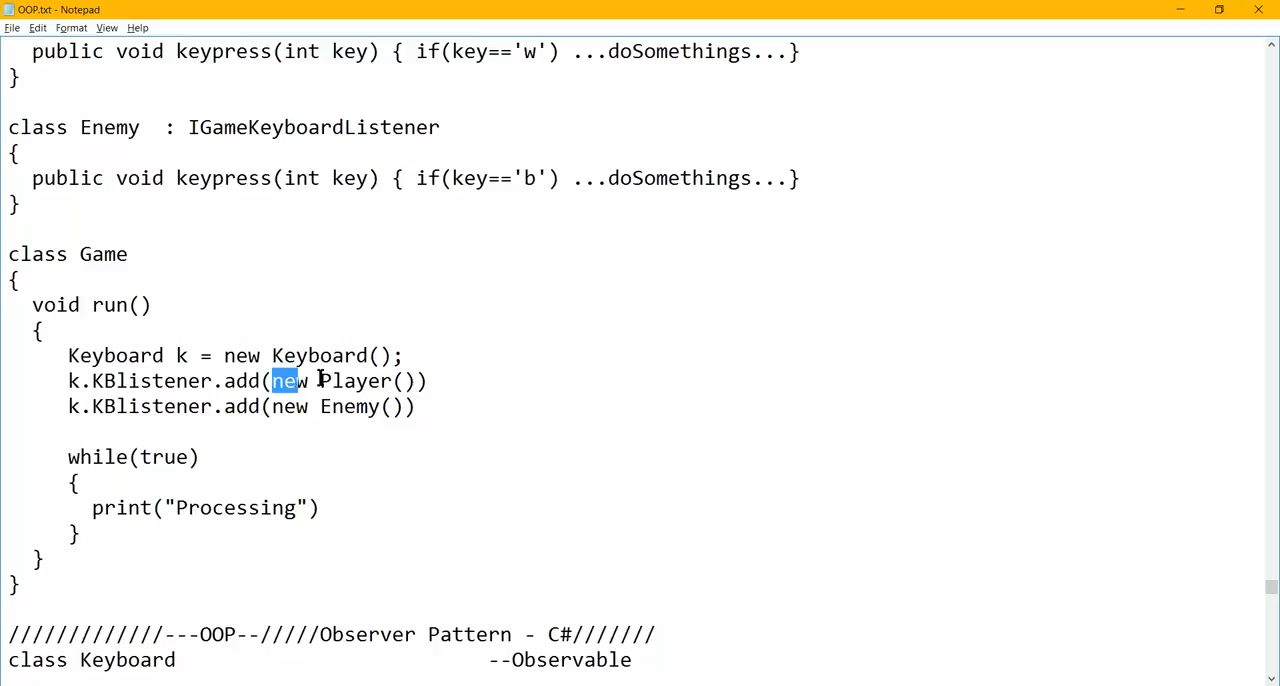 OOP.txt - Notepad
File Edit Format View Help
public void keypress(int key) { if(key=='w') ...doSomethings...}
}
class Enemy  : IGameKeyboardListener
{
public void keypress(int key) { if(key=='b') ...doSomethings...}
}
class Game
{
void run()
{
Keyboard k = new Keyboard();
k.KBlistener.add(new Player())
k.KBlistener.add(new Enemy())
while(true)
{
print("Processing")
}
}
}
/////////////---OOP--/////Observer Pattern - C#///////
class Keyboard                          --Observable